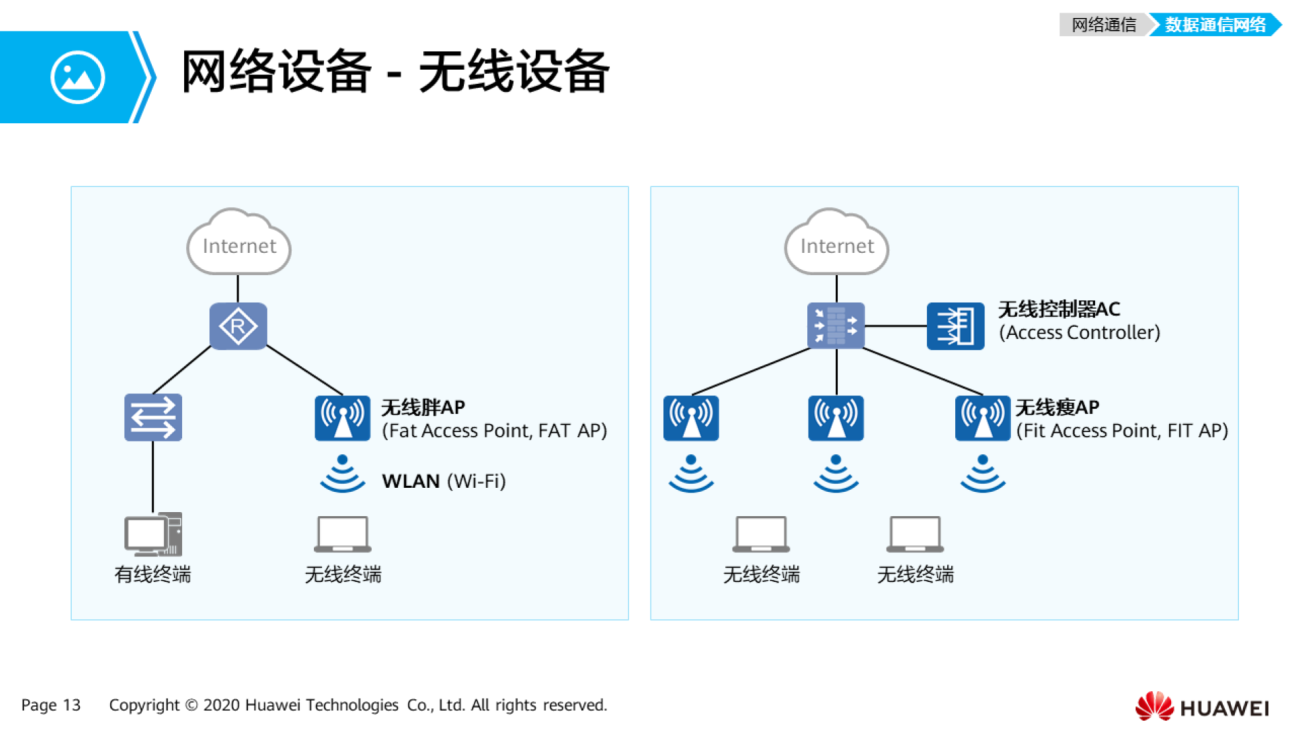 网络通信
数据通信网络
网络设备 - 无线设备
Internet
R
无线胖AP
(Fat Access Point, FAT AP)
WLAN (Wi-Fi)
有线终端
无线终端
Internet
无线控制器AC
(Access Controller)
无线瘦AP
(Fit Access Point, FIT AP)
无线终端
无线终端
Page 13
Copyright © 2020 Huawei Technologies Co., Ltd. All rights reserved.
HUAWEI